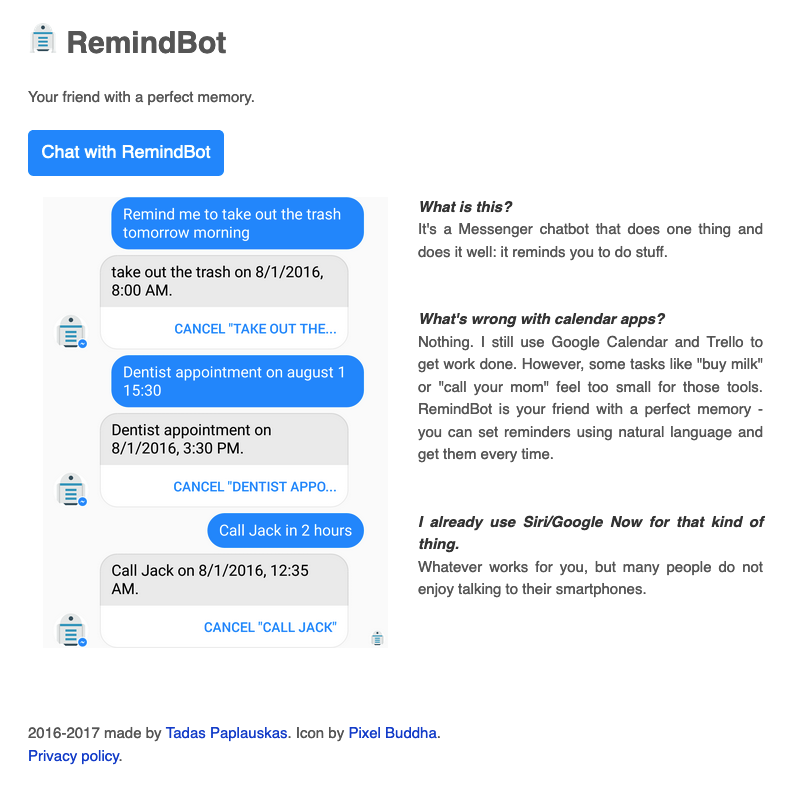 RemindBot
Your friend with a perfect memory.
Chat with RemindBot
Remind me to take out the trash
tomorrow morning
take out the trash on 8/1/2016,
8:00 AM.
CANCEL "TAKE OUT THE...
Dentist appointment on august 1
15:30
Dentist appointment on
8/1/2016, 3:30 PM.
CANCEL "DENTIST APPO...
Call Jack in 2 hours
Call Jack on 8/1/2016, 12:35
AM.
CANCEL "CALL JACK"
What is this?
It's a Messenger chatbot that does one thing and
does it well: it reminds you to do stuff.
What's wrong with calendar apps?
Nothing. I still use Google Calendar and Trello to
get work done. However, some tasks like "buy milk"
or "call your mom" feel too small for those tools.
RemindBot is your friend with a perfect memory -
you can set reminders using natural language and
get them every time.
I already use Siri/Google Now for that kind of
thing.
Whatever works for you, but many people do not
enjoy talking to their smartphones.
2016-2017 made by Tadas Paplauskas. Icon by Pixel Buddha.
Privacy policy.